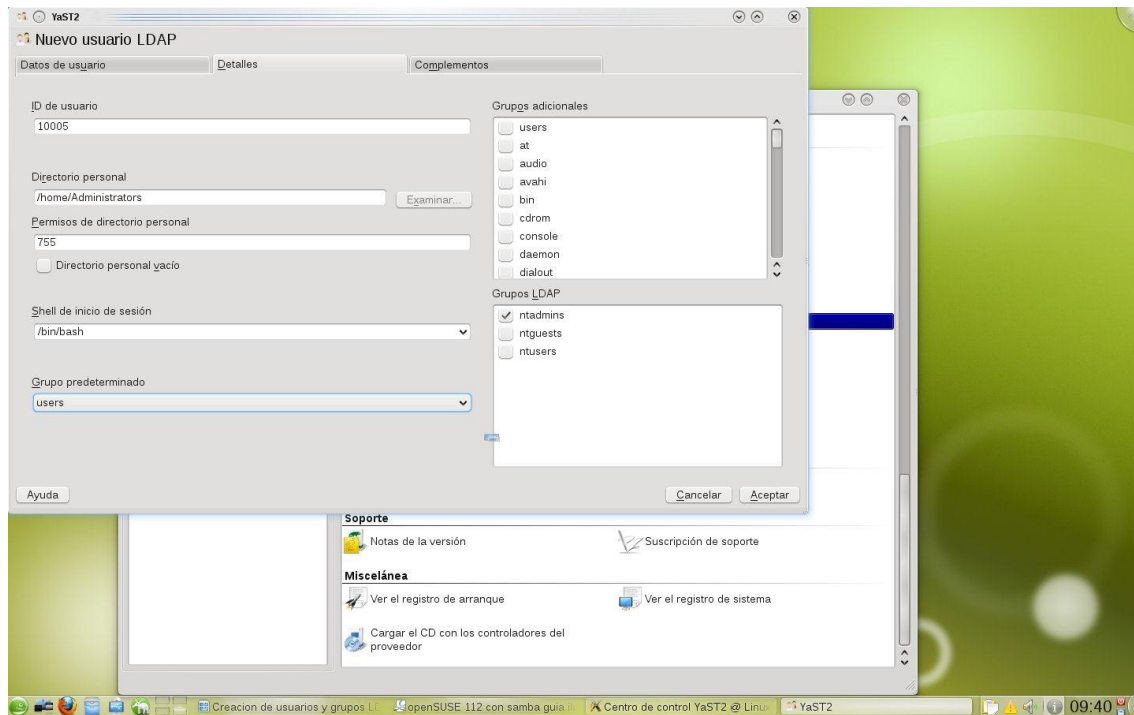 YaST2
Nuevo usuario LDAP
Datos de usuario
Detalles
Complementos
ID de usuario
10005
Directorio personal
/home/Administrators
Examinar...
Permisos de directorio personal
755
Directorio personal vacío
Shell de inicio de sesión
/bin/bash
Grupo predeterminado
users
Grupos adicionales
users
at
audio
avahi
bin
cdrom
console
daemon
dialout
Grupos LDAP
ntadmins
ntguests
ntusers
Ayuda
Cancelar
Aceptar
Soporte
Notas de la versión
Suscripción de soporte
Miscelánea
Ver el registro de arranque
Ver el registro de sistema
Cargar el CD con los controladores del
proveedor
Creacion de usuarios y grupos
openSUSE 112 con samba guia
Centro de control YaST2 @ Linu
YaST2
09:40